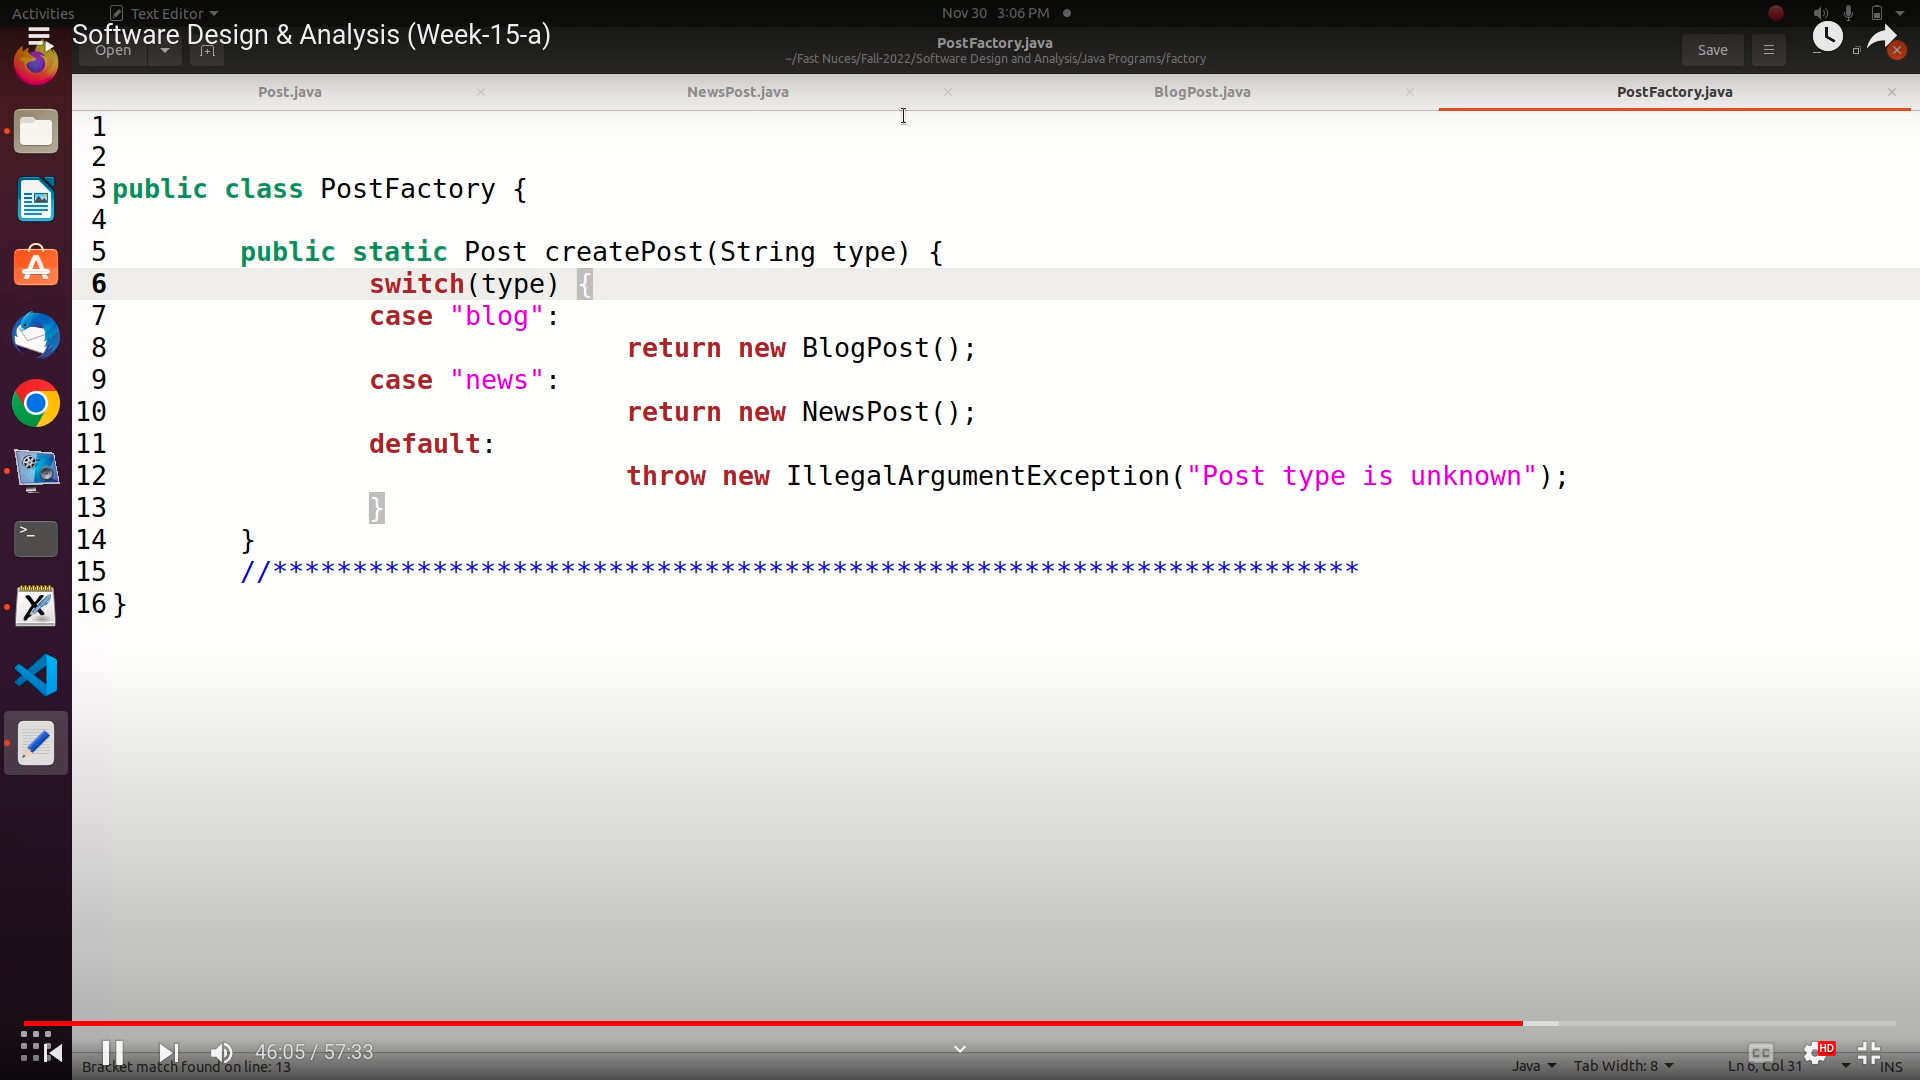 Activities Text Editor Nov 30 3:06 PM
Software Design & Analysis (Week-15-a)
Open PostFactory.java Save
~/Fast Nuces/Fall-2022/Software Design and Analysis/Java Programs/factory
Post.java NewsPost.java BlogPost.java PostFactory.java
1
2
3 public class PostFactory {
4
5 public static Post createPost(String type) {
6 switch(type) {
7 case "blog":
8 return new BlogPost();
9 case "news":
10 return new NewsPost();
11 default:
12 throw new IllegalArgumentException("Post type is unknown");
13 }
14 }
15 //********************************************************************
16 }
46:05 / 57:33 CC HD
Bracket match found on line: 13 Java Tab Width: 8 Ln 6, Col 31 INS